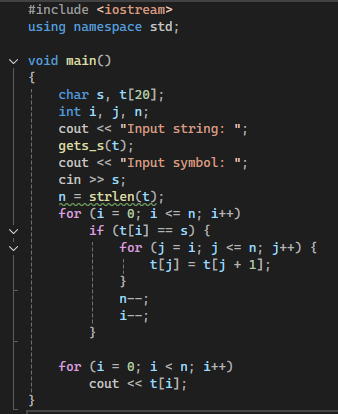 #include <iostream>
using namespace std;
void main()
{
char s, t[20];
int i, j, n;
cout << "Input string: ";
gets_s(t);
cout << "Input symbol: ";
cin >> s;
n = strlen(t);
for (i = 0; i <= n; i++)
if (t[i] == s) {
for (j = i; j <= n; j++) {
t[j] = t[j + 1];
}
n--;
i--;
}
for (i = 0; i < n; i++)
cout << t[i];
}